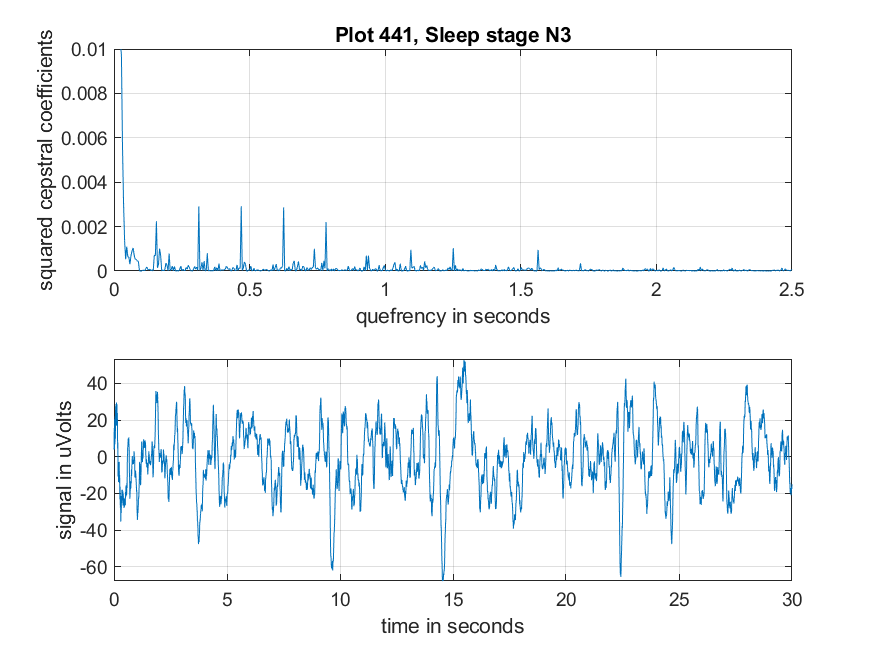 Plot 441, Sleep stage N3
squared cepstral coefficients
0.01
0.008
0.006
0.004
0.002
0
0 0.5 1 1.5 2 2.5
quefrency in seconds
signal in uVolts
40
20
0
-20
-40
-60
0 5 10 15 20 25 30
time in seconds